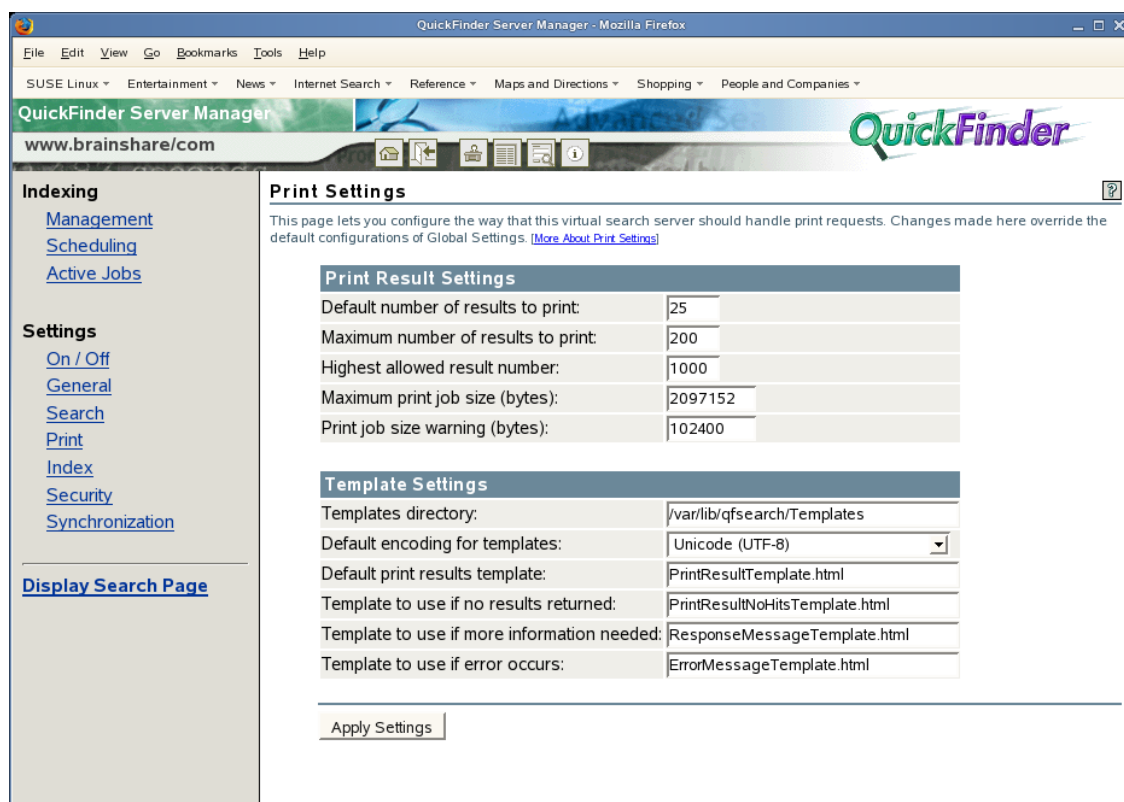 QuickFinder Server Manager - Mozilla Firefox
File Edit View Go Bookmarks Tools Help
SUSE Linux Entertainment News Internet Search Reference Maps and Directions Shopping People and Companies
QuickFinder Server Manager
Advanced Sea
www.brainshare/com
QuickFinder
Indexing
Management
Scheduling
Active Jobs
Settings
On / Off
General
Search
Print
Index
Security
Synchronization
Display Search Page
Print Settings
?
This page lets you configure the way that this virtual search server should handle print requests. Changes made here override the
default configurations of Global Settings. [More About Print Settings]
Print Result Settings
Default number of results to print: 25
Maximum number of results to print: 200
Highest allowed result number: 1000
Maximum print job size (bytes): 2097152
Print job size warning (bytes): 102400
Template Settings
Templates directory: /var/lib/qfsearch/Templates
Default encoding for templates: Unicode (UTF-8)
Default print results template: PrintResultTemplate.html
Template to use if no results returned: PrintResultNoHitsTemplate.html
Template to use if more information needed: ResponseMessageTemplate.html
Template to use if error occurs: ErrorMessageTemplate.html
Apply Settings